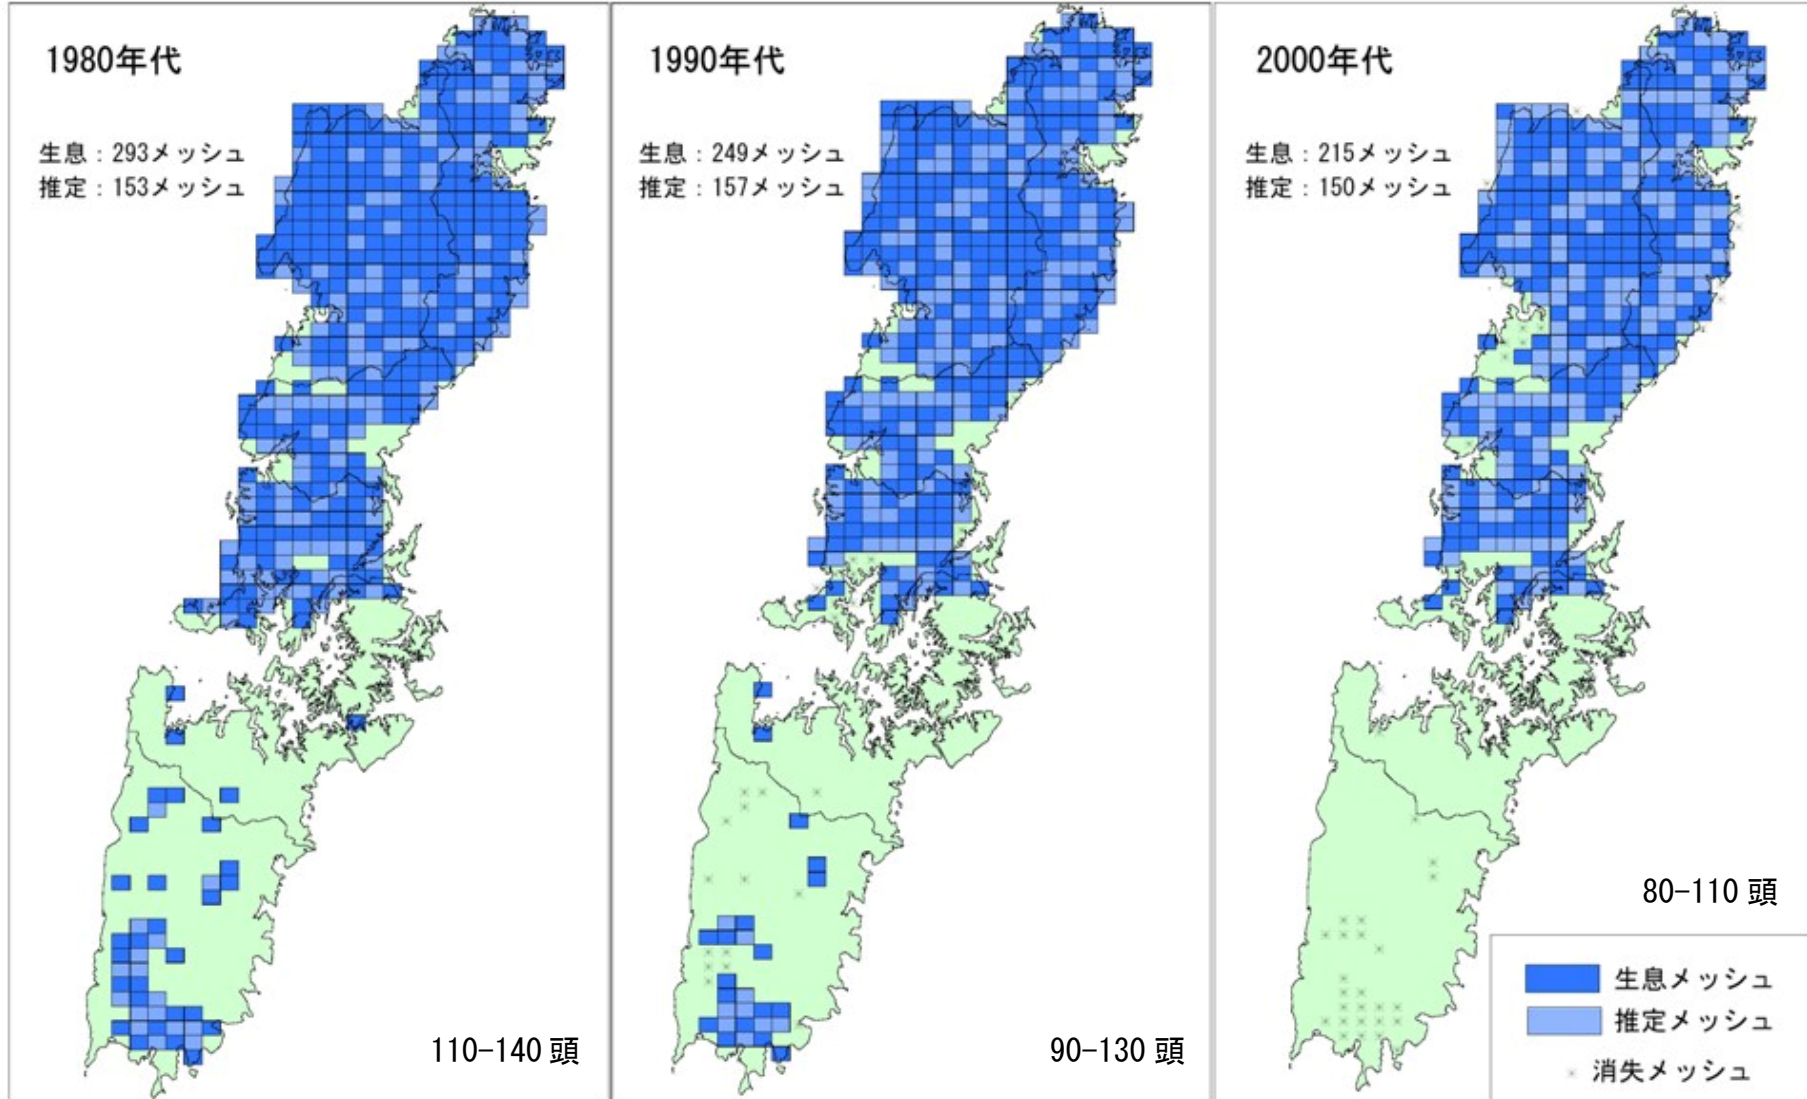 1980年代
生息：293メッシュ
推定：153メッシュ
110-140 頭
1990年代
生息：249メッシュ
推定：157メッシュ
90-130 頭
2000年代
生息：215メッシュ
推定：150メッシュ
80-110 頭
生息メッシュ
推定メッシュ
消失メッシュ